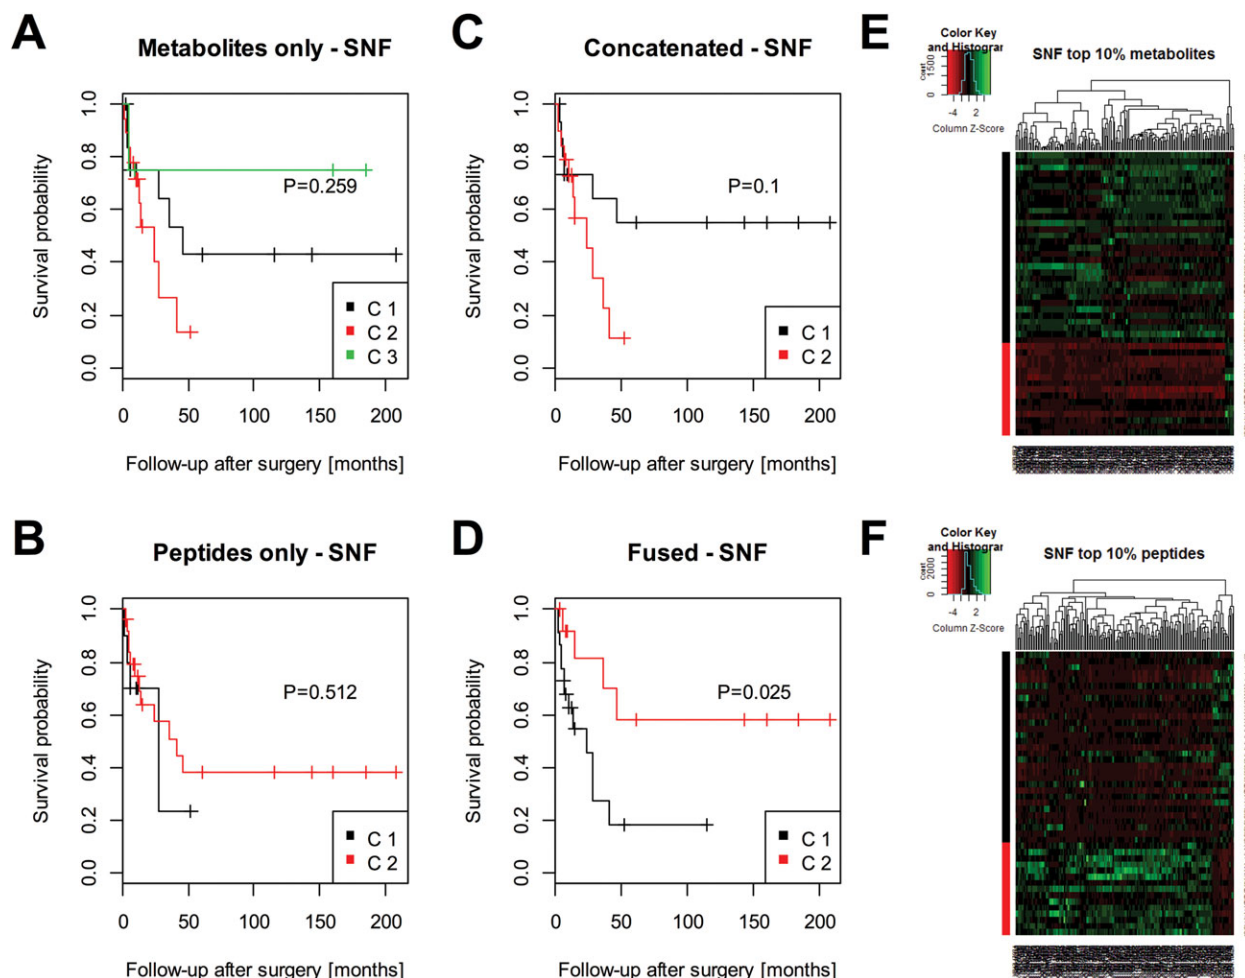 A
Metabolites only - SNF
Survival probability
1.0
0.8
0.6
0.4
0.2
0.0
P=0.259
C 1
C 2
C 3
0 50 100 150 200
Follow-up after surgery [months]
C
Concatenated - SNF
Survival probability
1.0
0.8
0.6
0.4
0.2
0.0
P=0.1
C 1
C 2
0 50 100 150 200
Follow-up after surgery [months]
E
Color Key
and Histogran
Count
0 1500
-4 0 4
Column Z-Score
SNF top 10% metabolites
B
Peptides only - SNF
Survival probability
1.0
0.8
0.6
0.4
0.2
0.0
P=0.512
C 1
C 2
0 50 100 150 200
Follow-up after surgery [months]
D
Fused - SNF
Survival probability
1.0
0.8
0.6
0.4
0.2
0.0
P=0.025
C 1
C 2
0 50 100 150 200
Follow-up after surgery [months]
F
Color Key
and Histogran
Count
0 2000
-4 0 4
Column Z-Score
SNF top 10% peptides